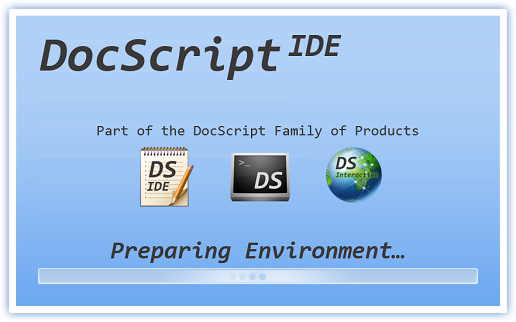 DocScript IDE
Part of the DocScript Family of Products
DS
IDE
>_
DS
DS
Interactive
Preparing Environment…